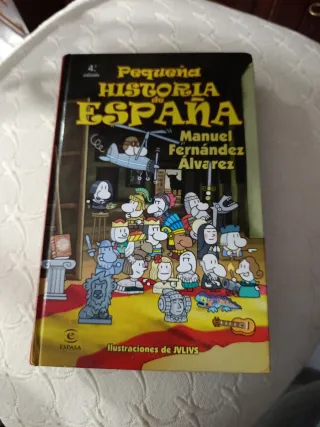 4.ª
edición
Pequeña
HISTORIA
de
ESPAÑA
Manuel
Fernández
Álvarez
e
ESPASA
Ilustraciones de JVLIVS